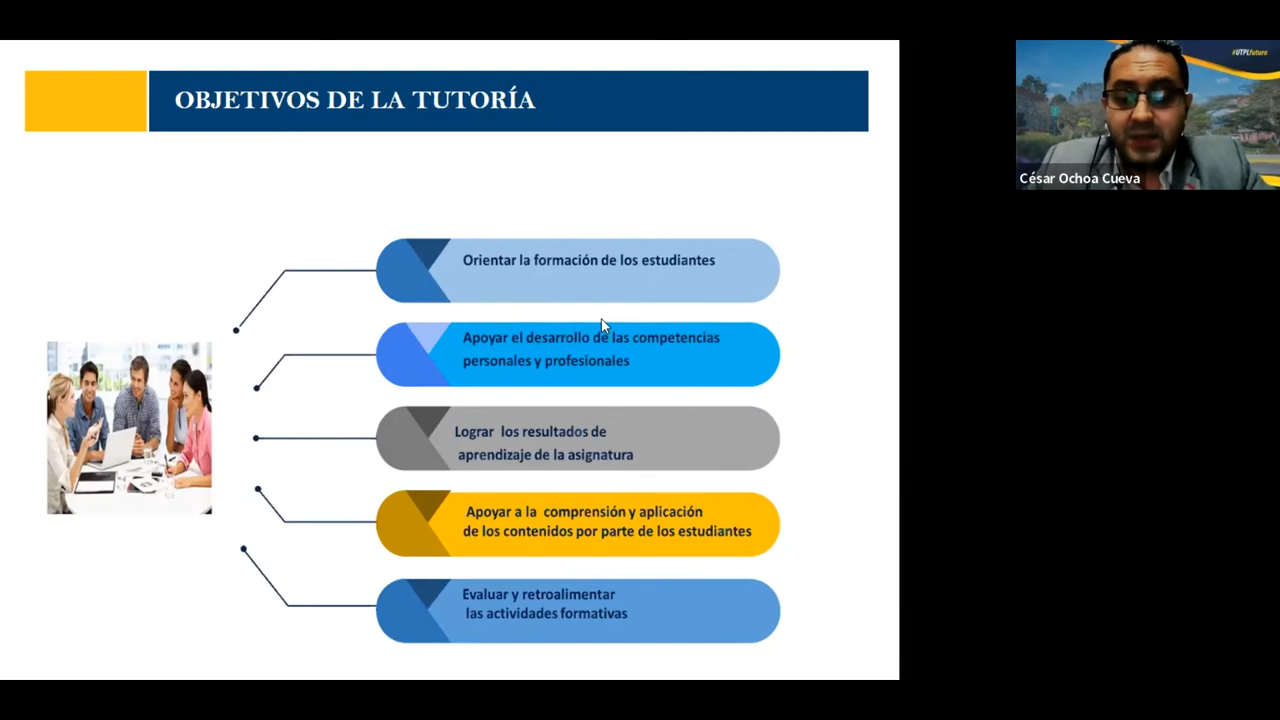 OBJETIVOS DE LA TUTORÍA
#UTPLfuturo
César Ochoa Cueva
Orientar la formación de los estudiantes
Apoyar el desarrollo de las competencias
personales y profesionales
Lograr los resultados de
aprendizaje de la asignatura
Apoyar a la comprensión y aplicación
de los contenidos por parte de los estudiantes
Evaluar y retroalimentar
las actividades formativas